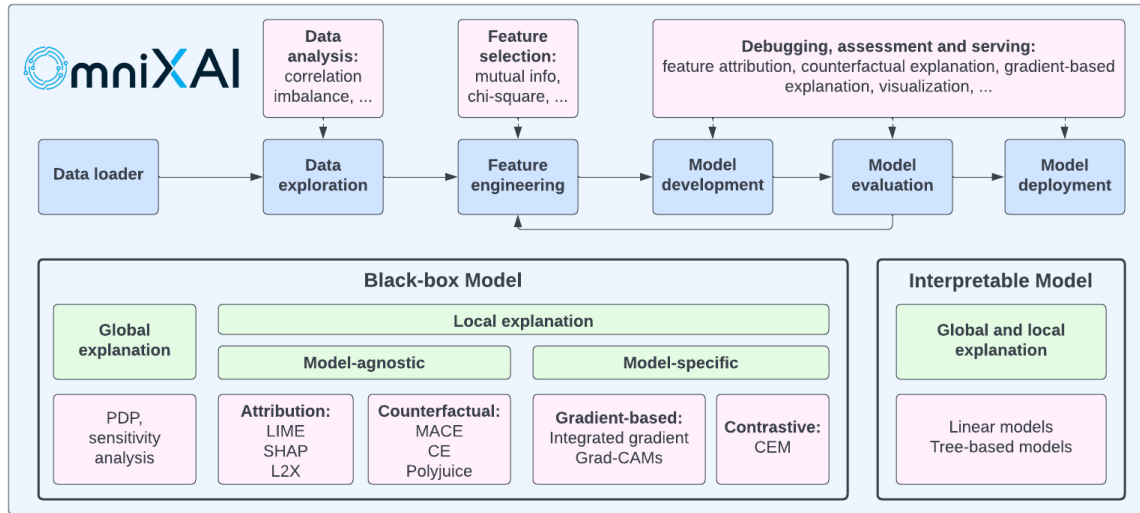 OmniXAI
Data
analysis:
correlation
imbalance, ...
Feature
selection:
mutual info,
chi-square, ...
Debugging, assessment and serving:
feature attribution, counterfactual explanation, gradient-based
explanation, visualization, ...
Data loader
Data
exploration
Feature
engineering
Model
development
Model
evaluation
Model
deployment
Black-box Model
Global
explanation
Local explanation
Model-agnostic
Model-specific
PDP,
sensitivity
analysis
Attribution:
LIME
SHAP
L2X
Counterfactual:
MACE
CE
Polyjuice
Gradient-based:
Integrated gradient
Grad-CAMs
Contrastive:
CEM
Interpretable Model
Global and local
explanation
Linear models
Tree-based models